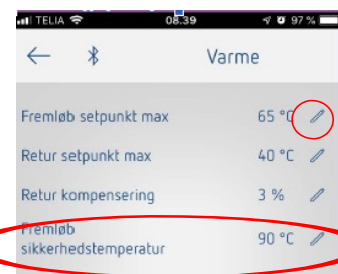 TELIA 08.39 97 %
Varme
Fremløb setpunkt max 65 °C
Retur setpunkt max 40 °C
Retur kompensering 3 %
Fremløb
sikkerhedstemperatur 90 °C